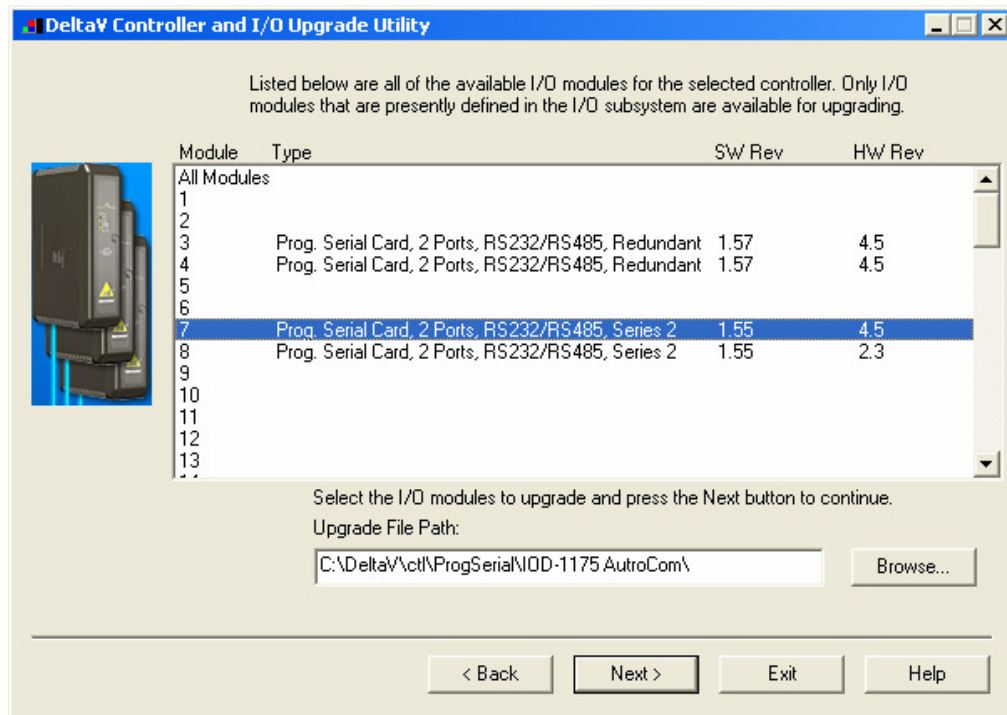 DeltaV Controller and I/O Upgrade Utility
Listed below are all of the available I/O modules for the selected controller. Only I/O
modules that are presently defined in the I/O subsystem are available for upgrading.
Module Type SW Rev HW Rev
All Modules
1
2
3 Prog. Serial Card, 2 Ports, RS232/RS485, Redundant 1.57 4.5
4 Prog. Serial Card, 2 Ports, RS232/RS485, Redundant 1.57 4.5
5
6
7 Prog. Serial Card, 2 Ports, RS232/RS485, Series 2 1.55 4.5
8 Prog. Serial Card, 2 Ports, RS232/RS485, Series 2 1.55 2.3
9
10
11
12
13
Select the I/O modules to upgrade and press the Next button to continue.
Upgrade File Path:
C:\DeltaV\ctl\ProgSerial\IOD-1175 AutroCom\
Browse...
< Back Next > Exit Help